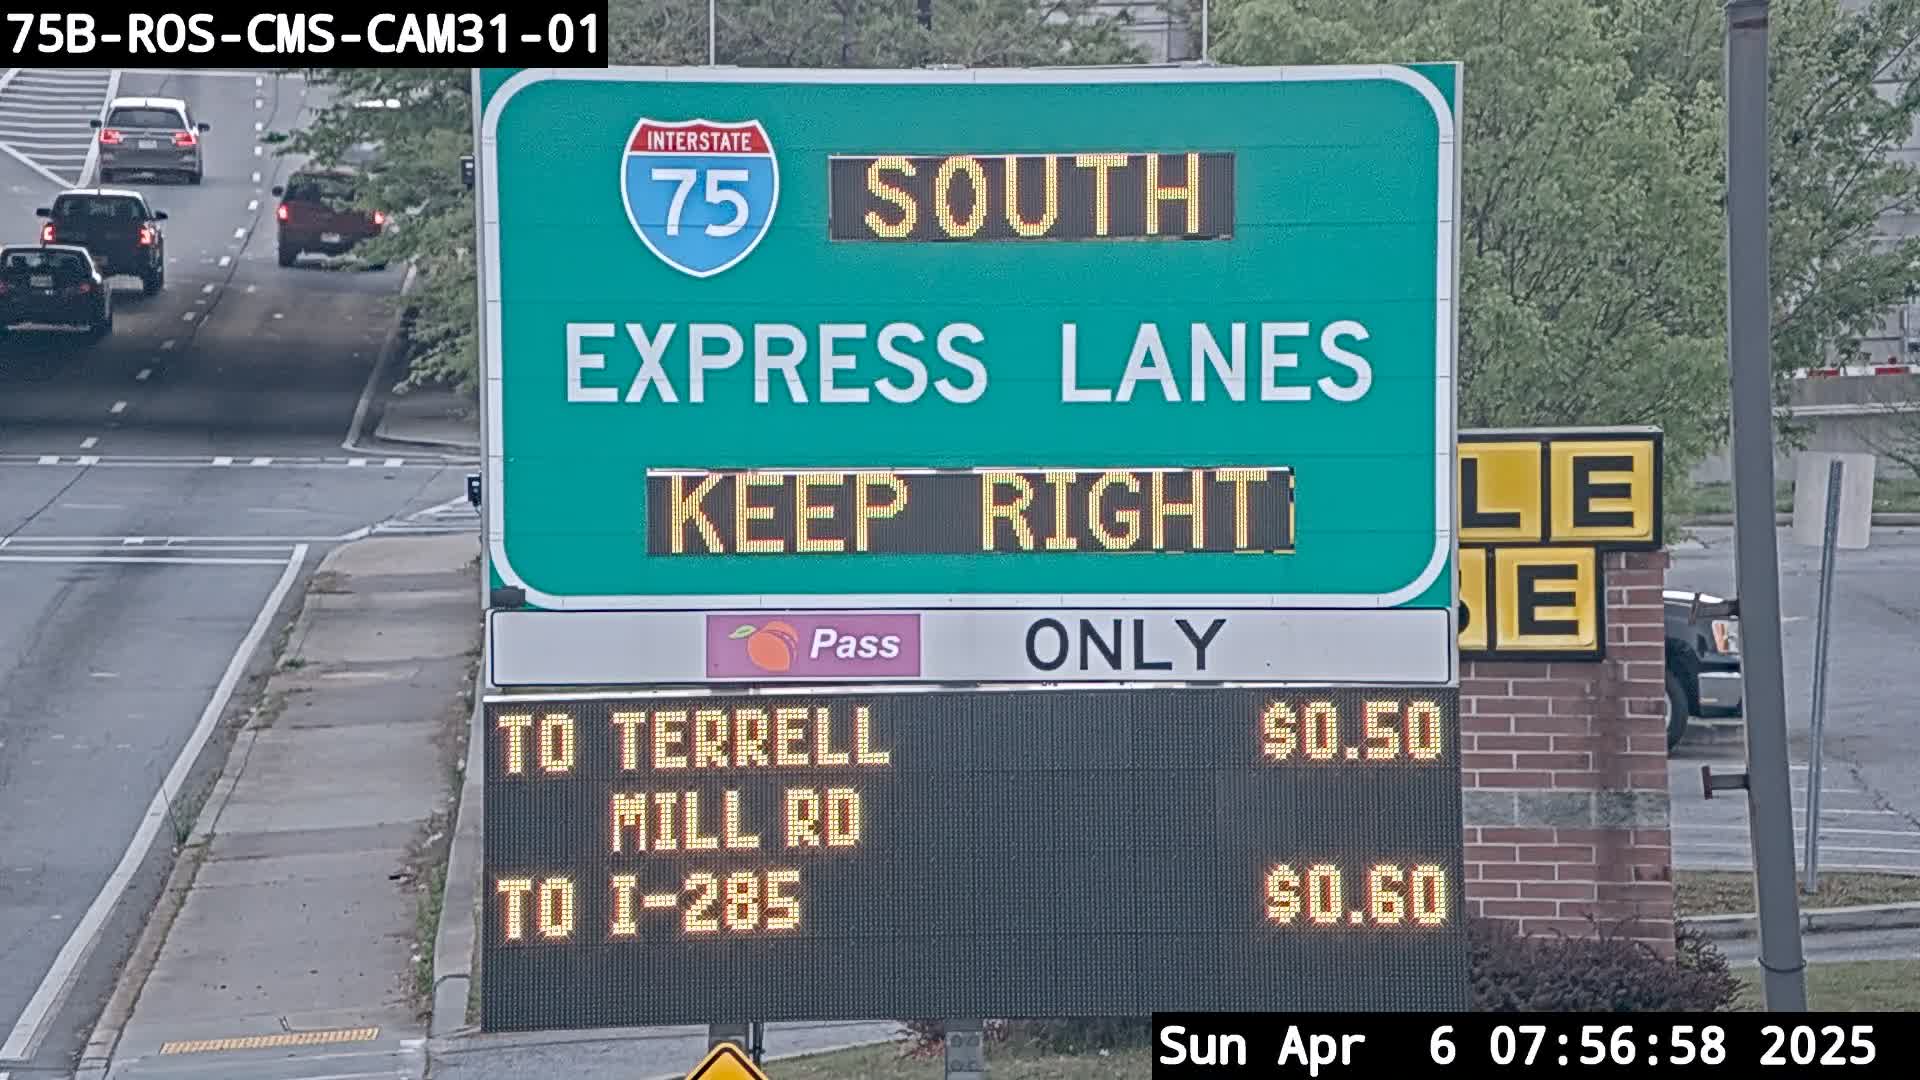 75B-ROS-CMS-CAM31-01
INTERSTATE
75
SOUTH
EXPRESS LANES
KEEP RIGHT
Pass ONLY
TO TERRELL $0.50
MILL RD
TO I-285 $0.60
LE
E
Sun Apr 6 07:56:58 2025